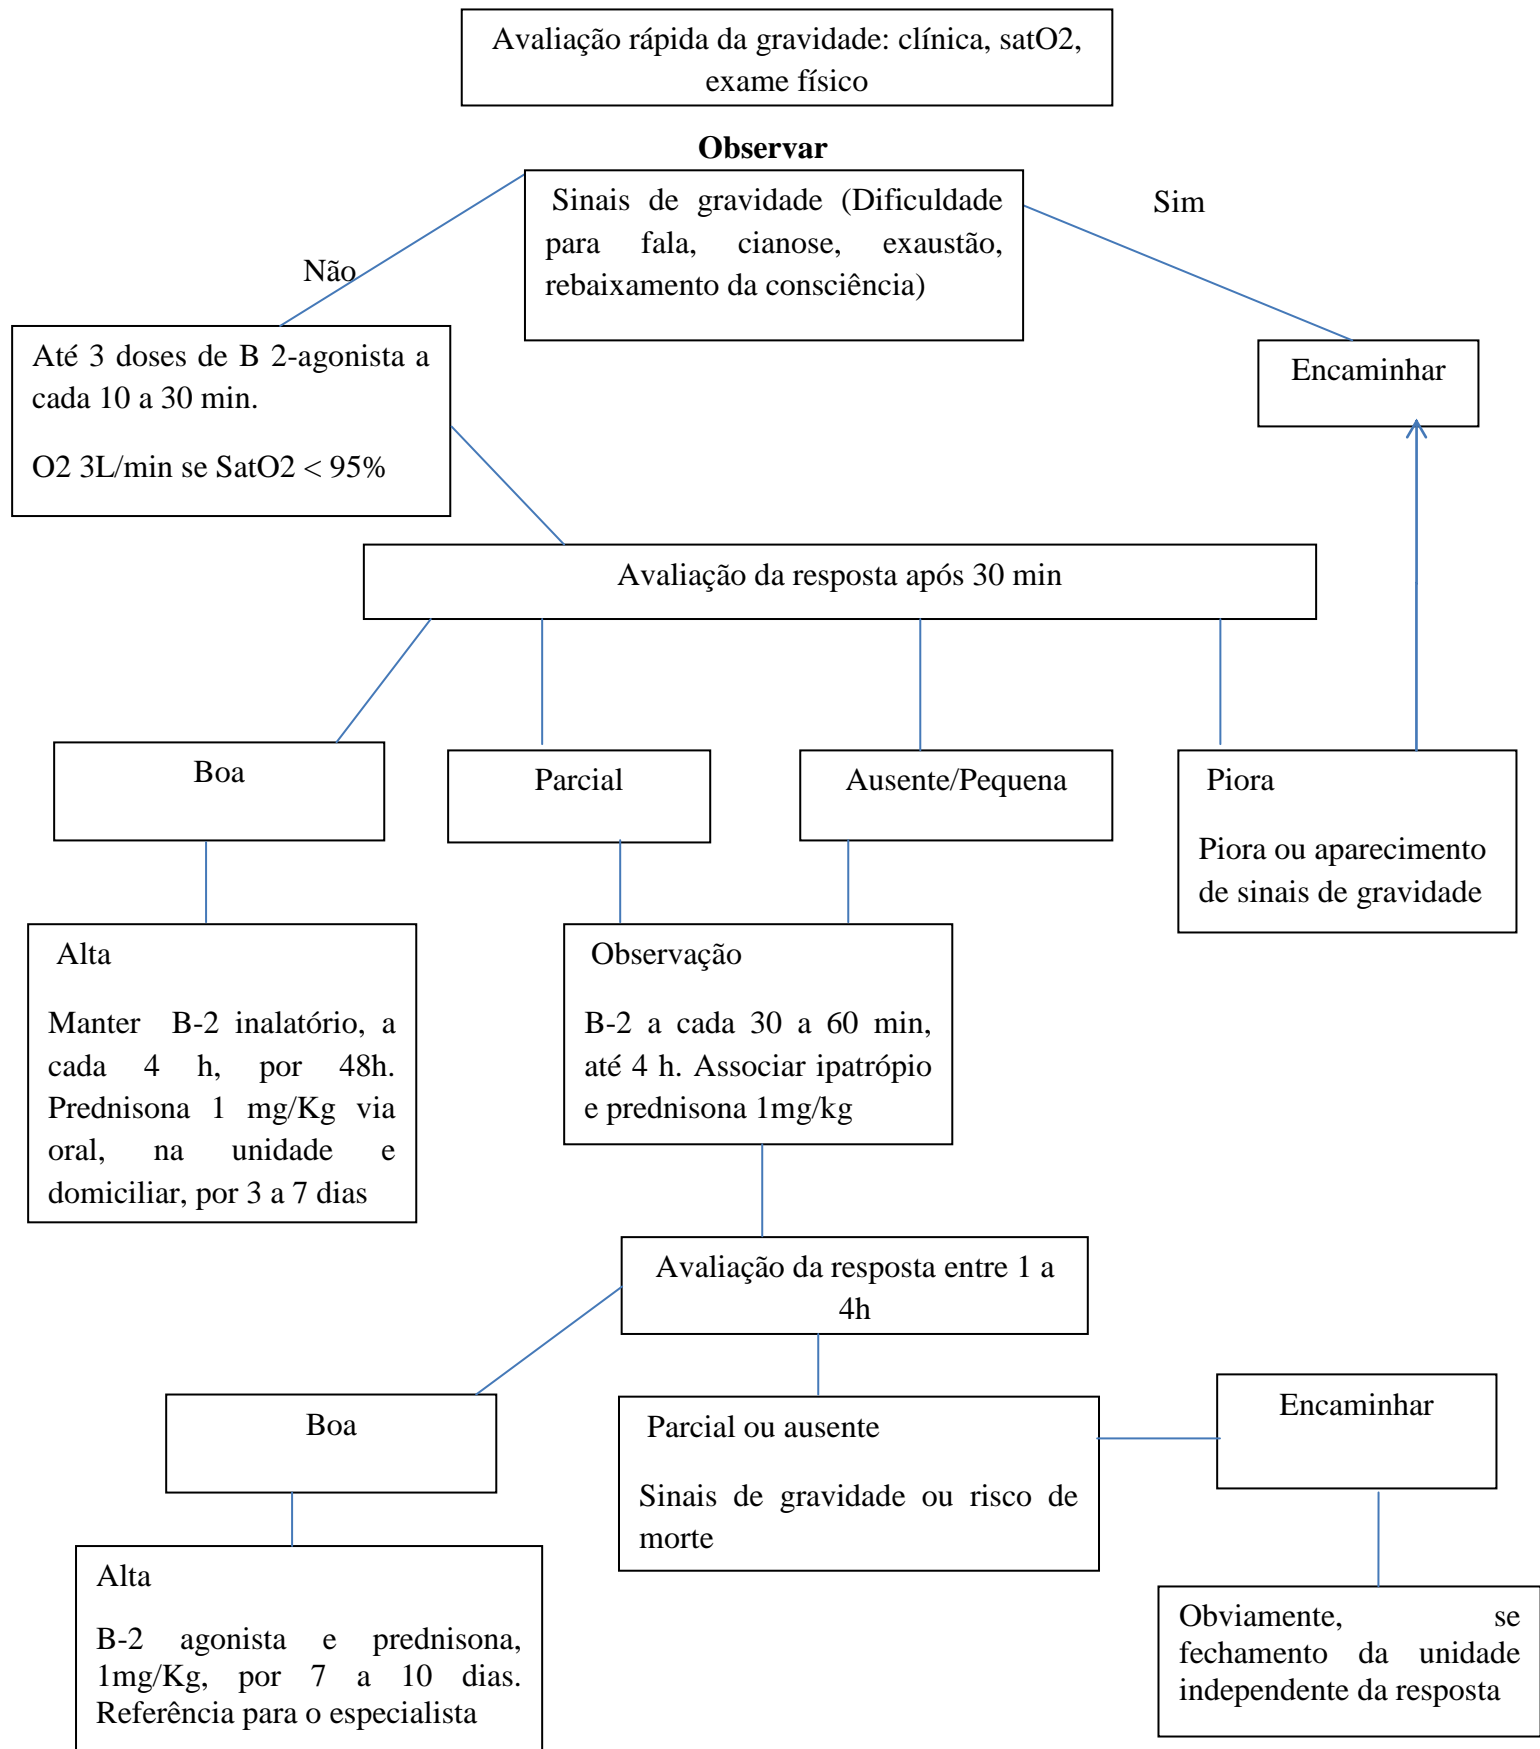 Avaliação rápida da gravidade: clínica, satO2,
exame físico
Observar
Sinais de gravidade (Dificuldade
para fala, cianose, exaustão,
rebaixamento da consciência)
Sim
Não
Até 3 doses de B 2-agonista a
cada 10 a 30 min.
O2 3L/min se SatO2 < 95%
Encaminhar
Avaliação da resposta após 30 min
Boa
Parcial
Ausente/Pequena
Piora
Piora ou aparecimento
de sinais de gravidade
Alta
Manter B-2 inalatório, a
cada 4 h, por 48h.
Prednisona 1 mg/Kg via
oral, na unidade e
domiciliar, por 3 a 7 dias
Observação
B-2 a cada 30 a 60 min,
até 4 h. Associar ipatrópio
e prednisona 1mg/kg
Avaliação da resposta entre 1 a
4h
Boa
Parcial ou ausente
Sinais de gravidade ou risco de
morte
Encaminhar
Alta
B-2 agonista e prednisona,
1mg/Kg, por 7 a 10 dias.
Referência para o especialista
Obviamente, se
fechamento da unidade
independente da resposta